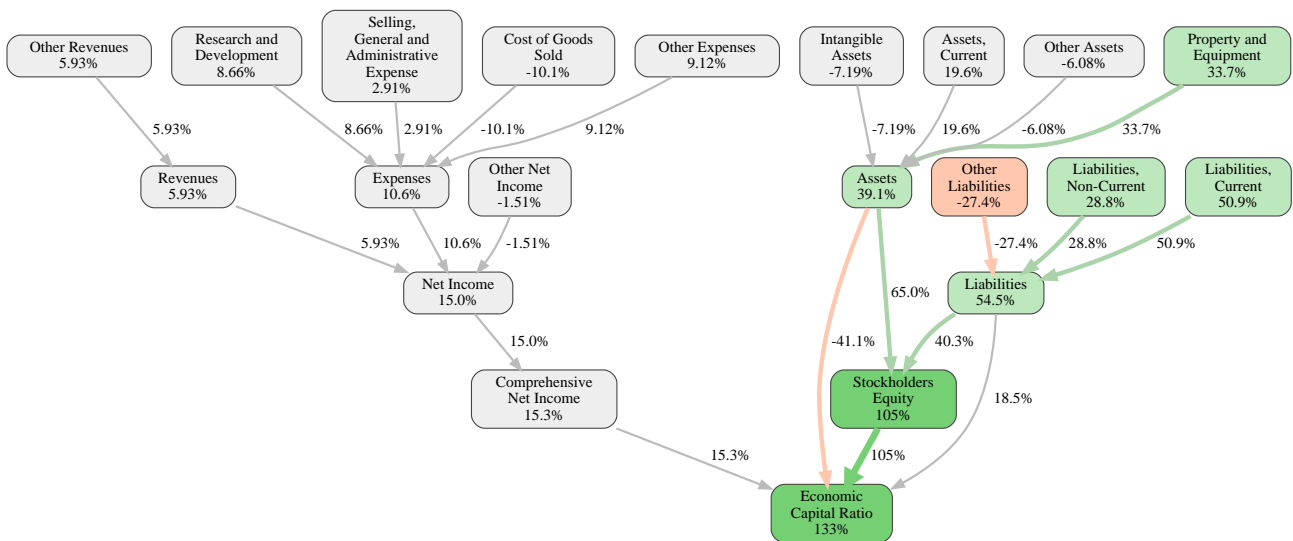 Other Revenues
5.93%
Research and
Development
8.66%
Selling,
General and
Administrative
Expense
2.91%
Cost of Goods
Sold
-10.1%
Other Expenses
9.12%
Intangible
Assets
-7.19%
Assets,
Current
19.6%
Other Assets
-6.08%
Property and
Equipment
33.7%
5.93%
8.66%
2.91%
-10.1%
9.12%
-7.19%
19.6%
-6.08%
33.7%
Revenues
5.93%
Expenses
10.6%
Other Net
Income
-1.51%
Assets
39.1%
Other
Liabilities
-27.4%
Liabilities,
Non-Current
28.8%
Liabilities,
Current
50.9%
5.93%
10.6%
-1.51%
-27.4%
28.8%
50.9%
Net Income
15.0%
65.0%
Liabilities
54.5%
15.0%
-41.1%
40.3%
Comprehensive
Net Income
15.3%
Stockholders
Equity
105%
18.5%
15.3%
105%
Economic
Capital Ratio
133%